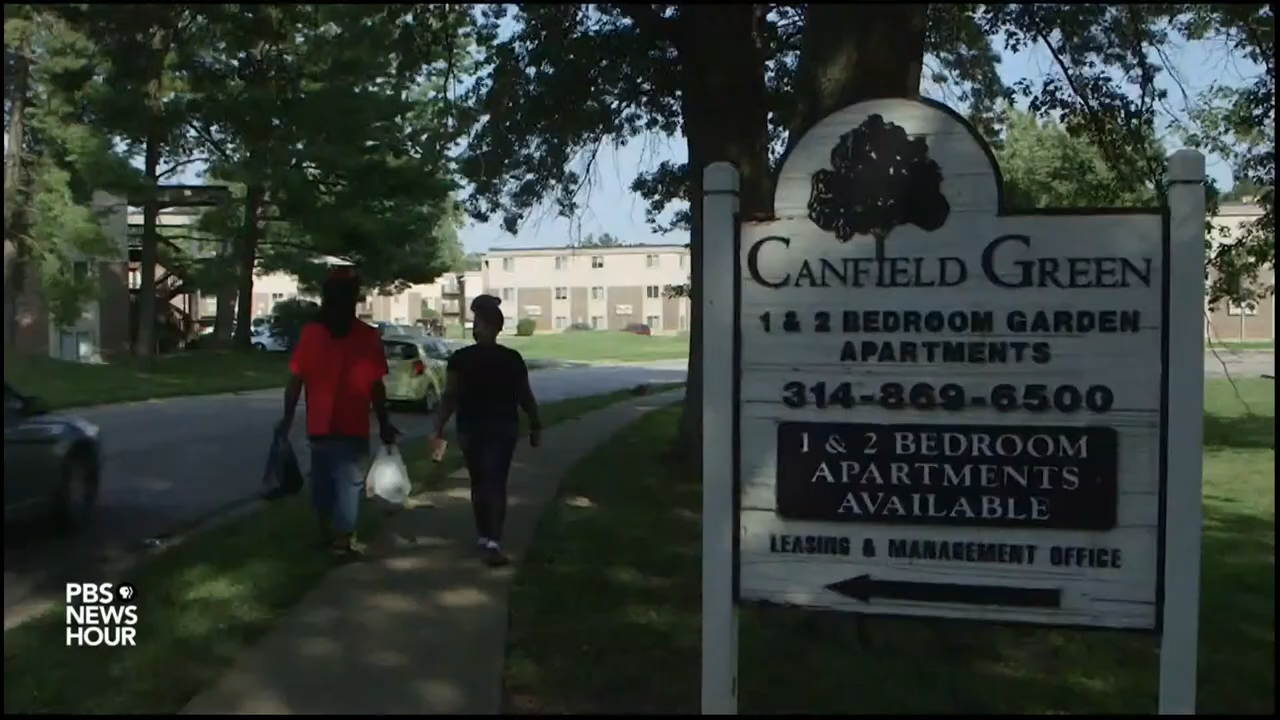 CANFIELD GREEN
1 & 2 BEDROOM GARDEN
APARTMENTS
314-869-6500
1 & 2 BEDROOM
APARTMENTS
AVAILABLE
LEASING & MANAGEMENT OFFICE
PBS
NEWS
HOUR